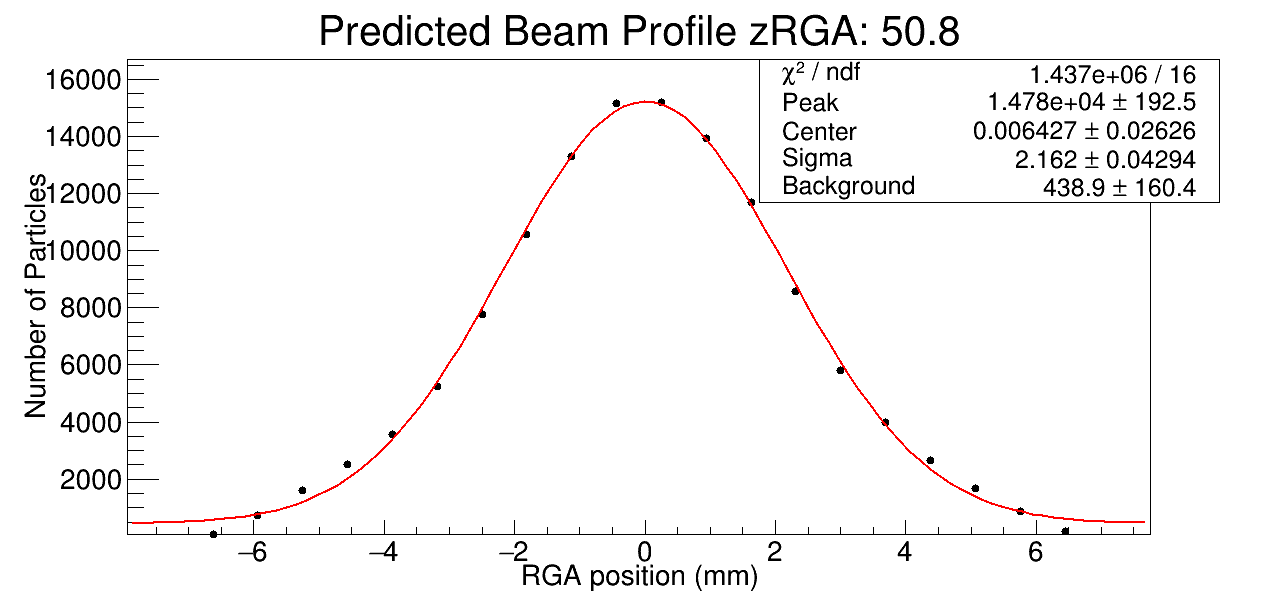 Predicted Beam Profile zRGA: 50.8
χ² / ndf 1.437e+06 / 16
Peak 1.478e+04 ± 192.5
Center 0.006427 ± 0.02626
Sigma 2.162 ± 0.04294
Background 438.9 ± 160.4
Number of Particles
16000
14000
12000
10000
8000
6000
4000
2000
−6 −4 −2 0 2 4 6
RGA position (mm)